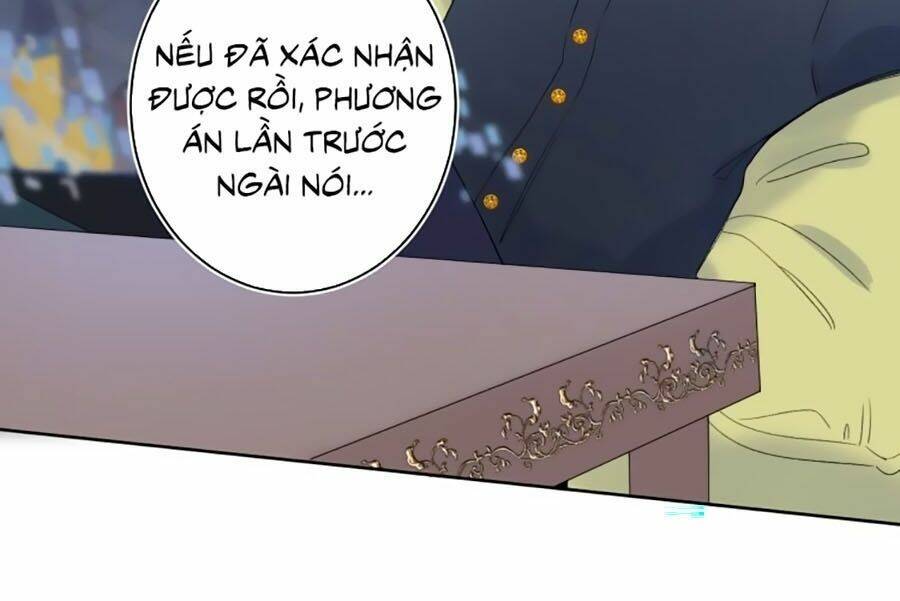 NẾU ĐÃ XÁC NHẬN
ĐƯỢC RỒI, PHƯƠNG
ÁN LẦN TRƯỚC
NGÀI NÓI...